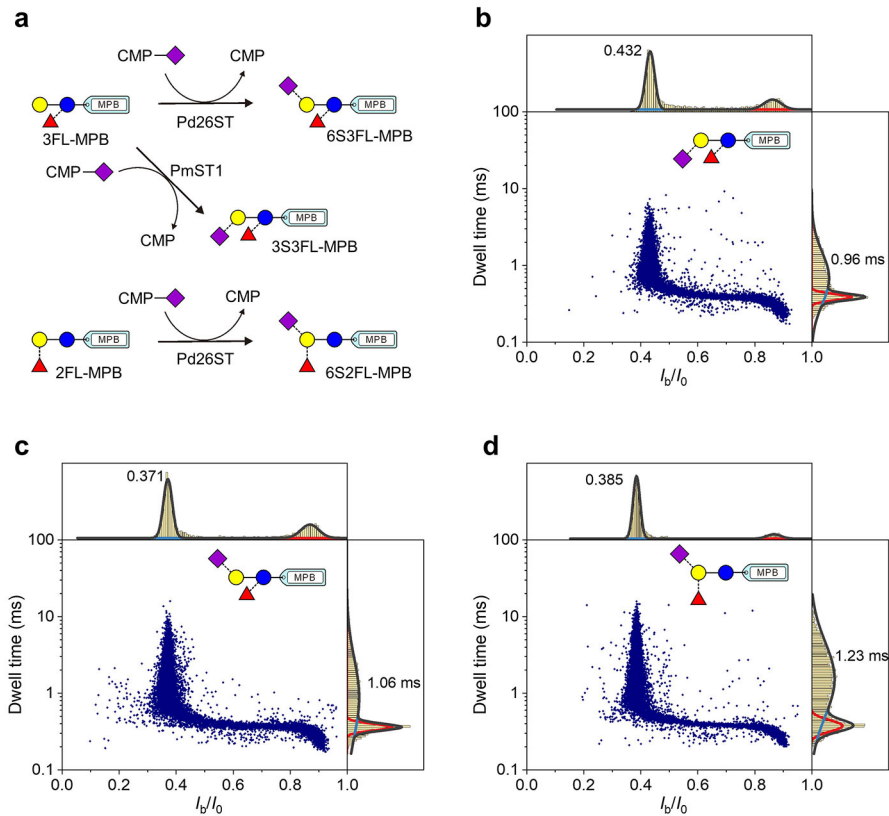 a
CMP
CMP
MPB
MPB
Pd26ST
3FL-MPB
6S3FL-MPB
CMP
PmST1
MPB
CMP
3S3FL-MPB
CMP
CMP
MPB
MPB
Pd26ST
2FL-MPB
6S2FL-MPB
b
0.432
100
MPB
10
Dwell time (ms)
0.96 ms
1
0.1
0.0 0.2 0.4 0.6 0.8 1.0
Ib/I0
c
0.371
100
MPB
10
Dwell time (ms)
1.06 ms
1
0.1
0.0 0.2 0.4 0.6 0.8 1.0
Ib/I0
d
0.385
100
MPB
10
Dwell time (ms)
1.23 ms
1
0.1
0.0 0.2 0.4 0.6 0.8 1.0
Ib/I0